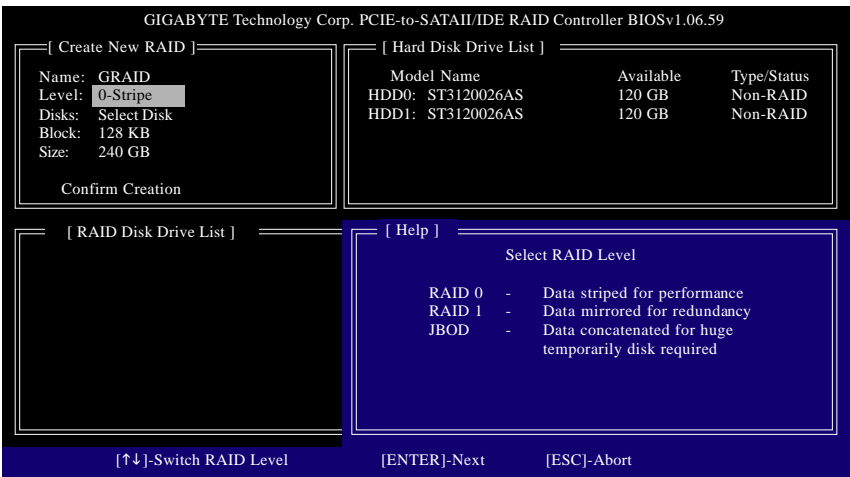 GIGABYTE Technology Corp. PCIE-to-SATAII/IDE RAID Controller BIOSv1.06.59
[ Create New RAID ]
Name: GRAID
Level: 0-Stripe
Disks: Select Disk
Block: 128 KB
Size: 240 GB
Confirm Creation
[ Hard Disk Drive List ]
Model Name Available Type/Status
HDD0: ST3120026AS 120 GB Non-RAID
HDD1: ST3120026AS 120 GB Non-RAID
[ RAID Disk Drive List ]
[ Help ]
Select RAID Level
RAID 0 - Data striped for performance
RAID 1 - Data mirrored for redundancy
JBOD - Data concatenated for huge
temporarily disk required
[↑↓]-Switch RAID Level [ENTER]-Next [ESC]-Abort